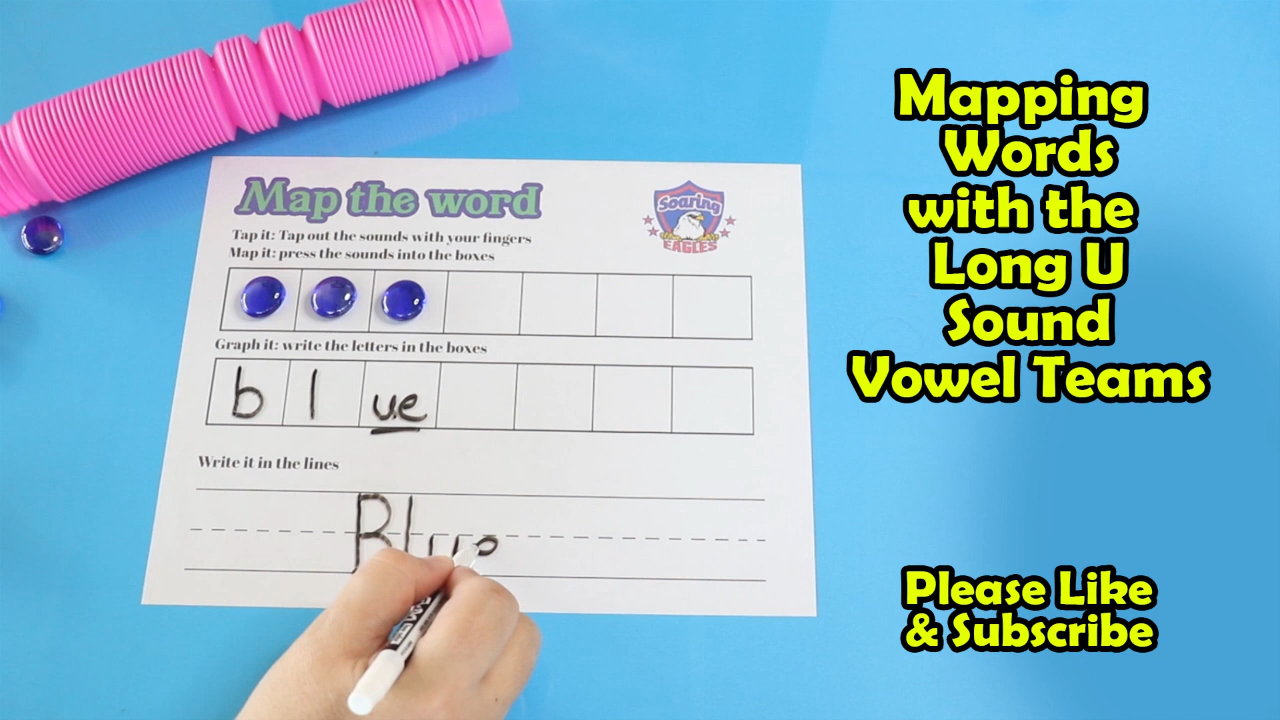 Map the word
Soaring
EAGLES
Tap it: Tap out the sounds with your fingers
Map it: press the sounds into the boxes
Graph it: write the letters in the boxes
b l ue
Write it in the lines
Blue
Mapping
Words
with the
Long U
Sound
Vowel Teams
Please Like
& Subscribe